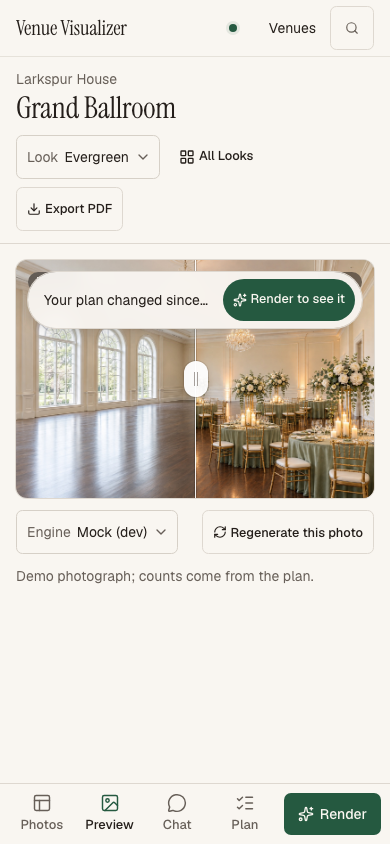 Venue Visualizer
Venues
Larkspur House
Grand Ballroom
Look Evergreen
All Looks
Export PDF
Your plan changed since...
Render to see it
Engine Mock (dev)
Regenerate this photo
Demo photograph; counts come from the plan.
Photos
Preview
Chat
Plan
Render